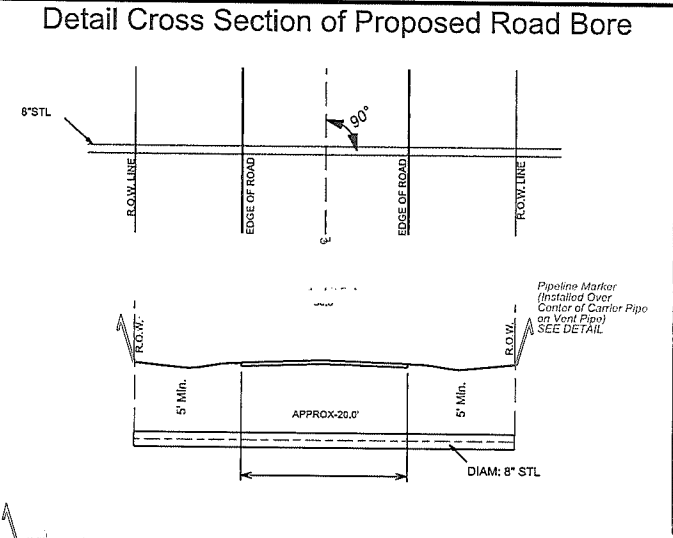 Detail Cross Section of Proposed Road Bore
8"STL
90°
R.O.W. LINE
EDGE OF ROAD
EDGE OF ROAD
R.O.W. LINE
Pipeline Marker
(Installed Over
Center of Carrier Pipe
on Vent Pipe)
SEE DETAIL
R.O.W.
R.O.W.
5' Min.
APPROX-20.0'
5' Min.
DIAM: 8" STL